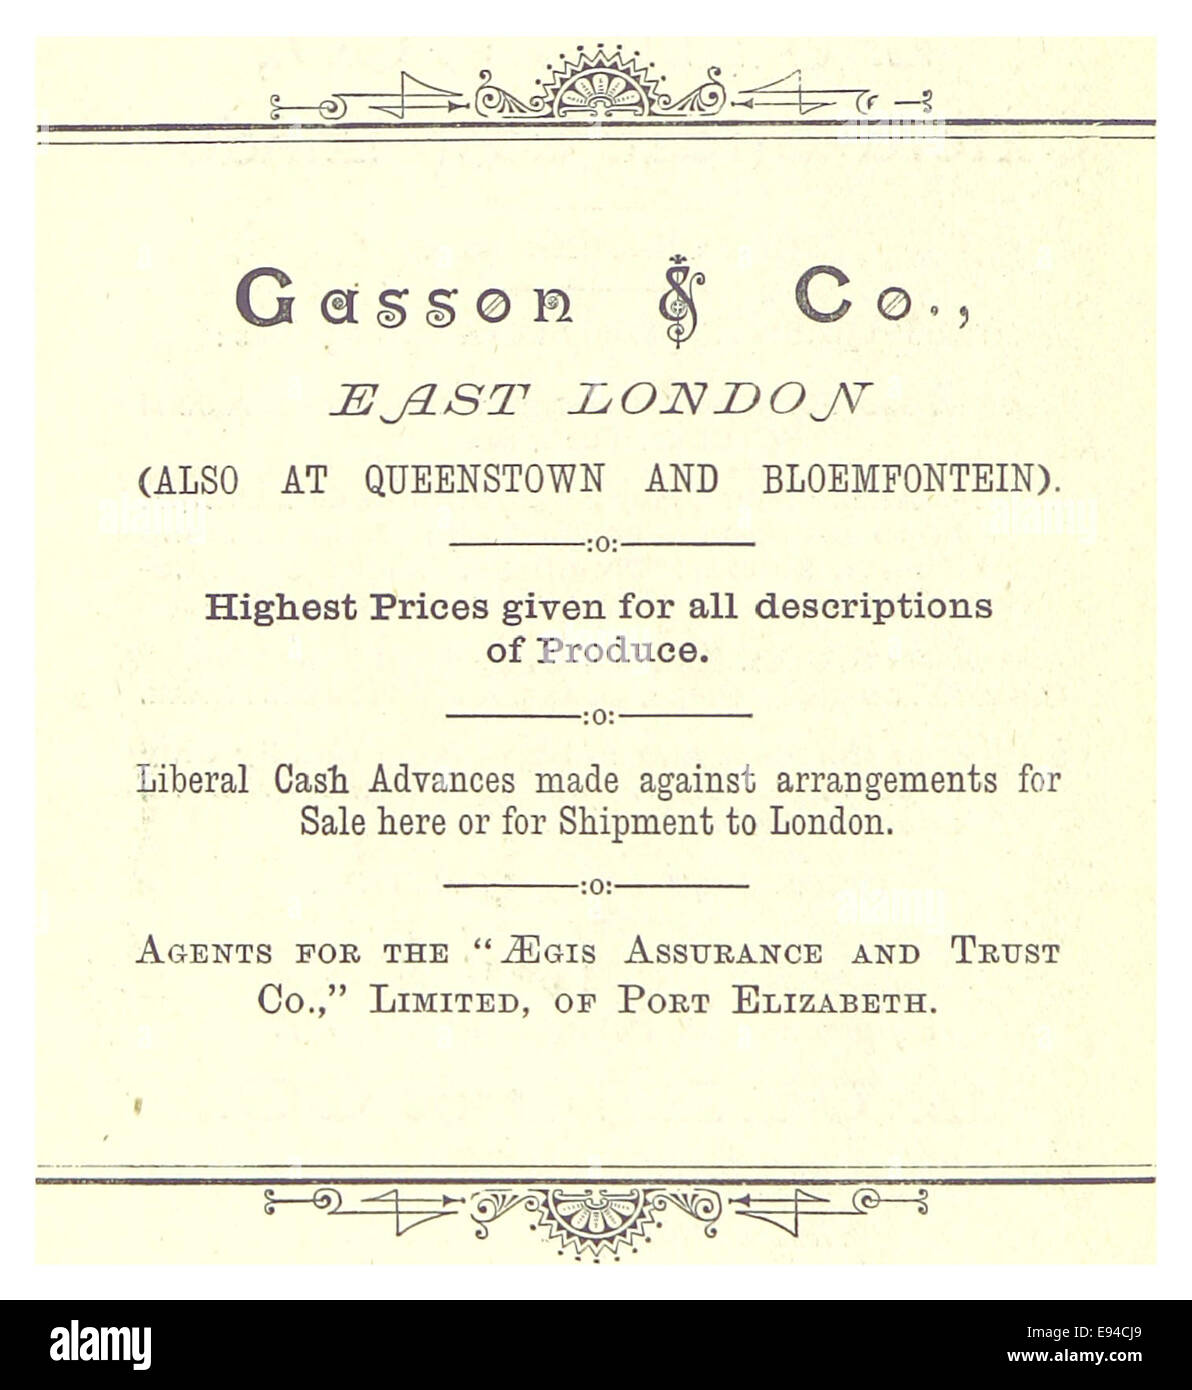 Gasson & Co.,
EAST LONDON
(ALSO AT QUEENSTOWN AND BLOEMFONTEIN).
:o:
Highest Prices given for all descriptions
of Produce.
:o:
Liberal Cash Advances made against arrangements for
Sale here or for Shipment to London.
:o:
AGENTS FOR THE “ ÆGIS ASSURANCE AND TRUST
CO.,” LIMITED, OF PORT ELIZABETH.
alamy
Image ID: E94CJ9
www.alamy.com